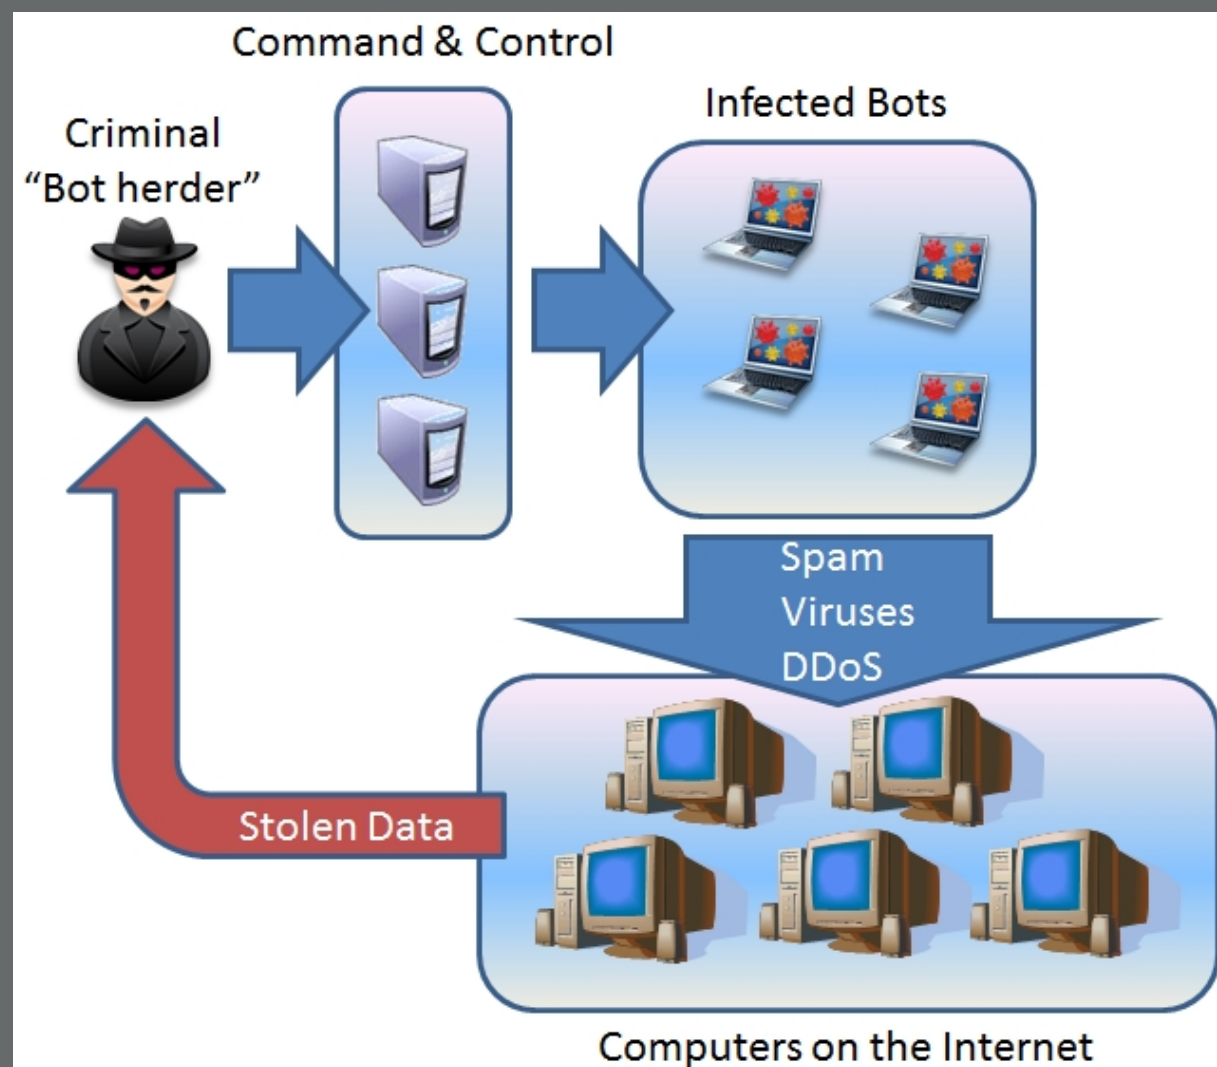 Command & Control
Criminal
“Bot herder”
Infected Bots
Spam
Viruses
DDoS
Stolen Data
Computers on the Internet